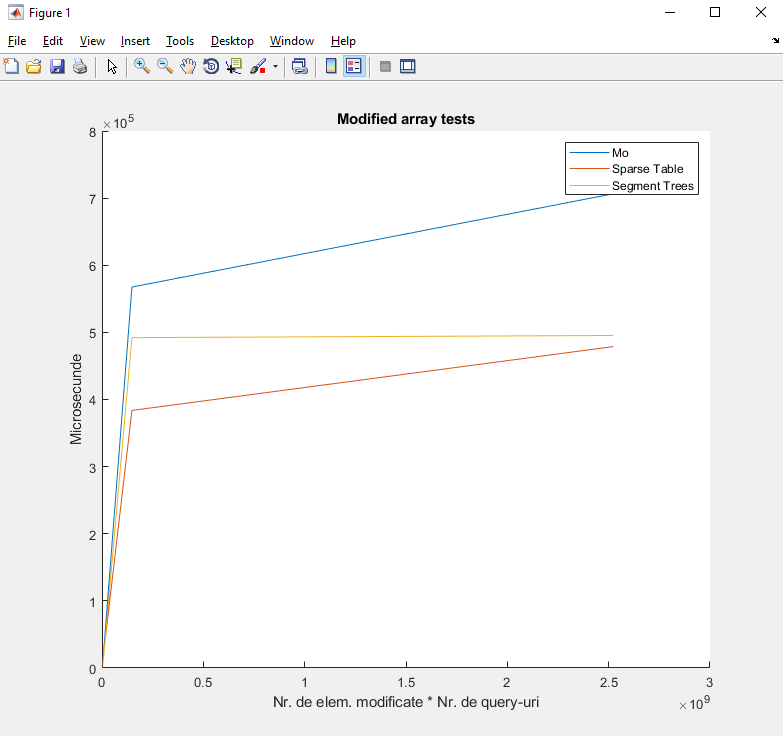 Figure 1
File Edit View Insert Tools Desktop Window Help
Modified array tests
×10^5
8
7
6
5
4
3
2
1
0
Microsecunde
Mo
Sparse Table
Segment Trees
0 0.5 1 1.5 2 2.5 3
×10^9
Nr. de elem. modificate * Nr. de query-uri